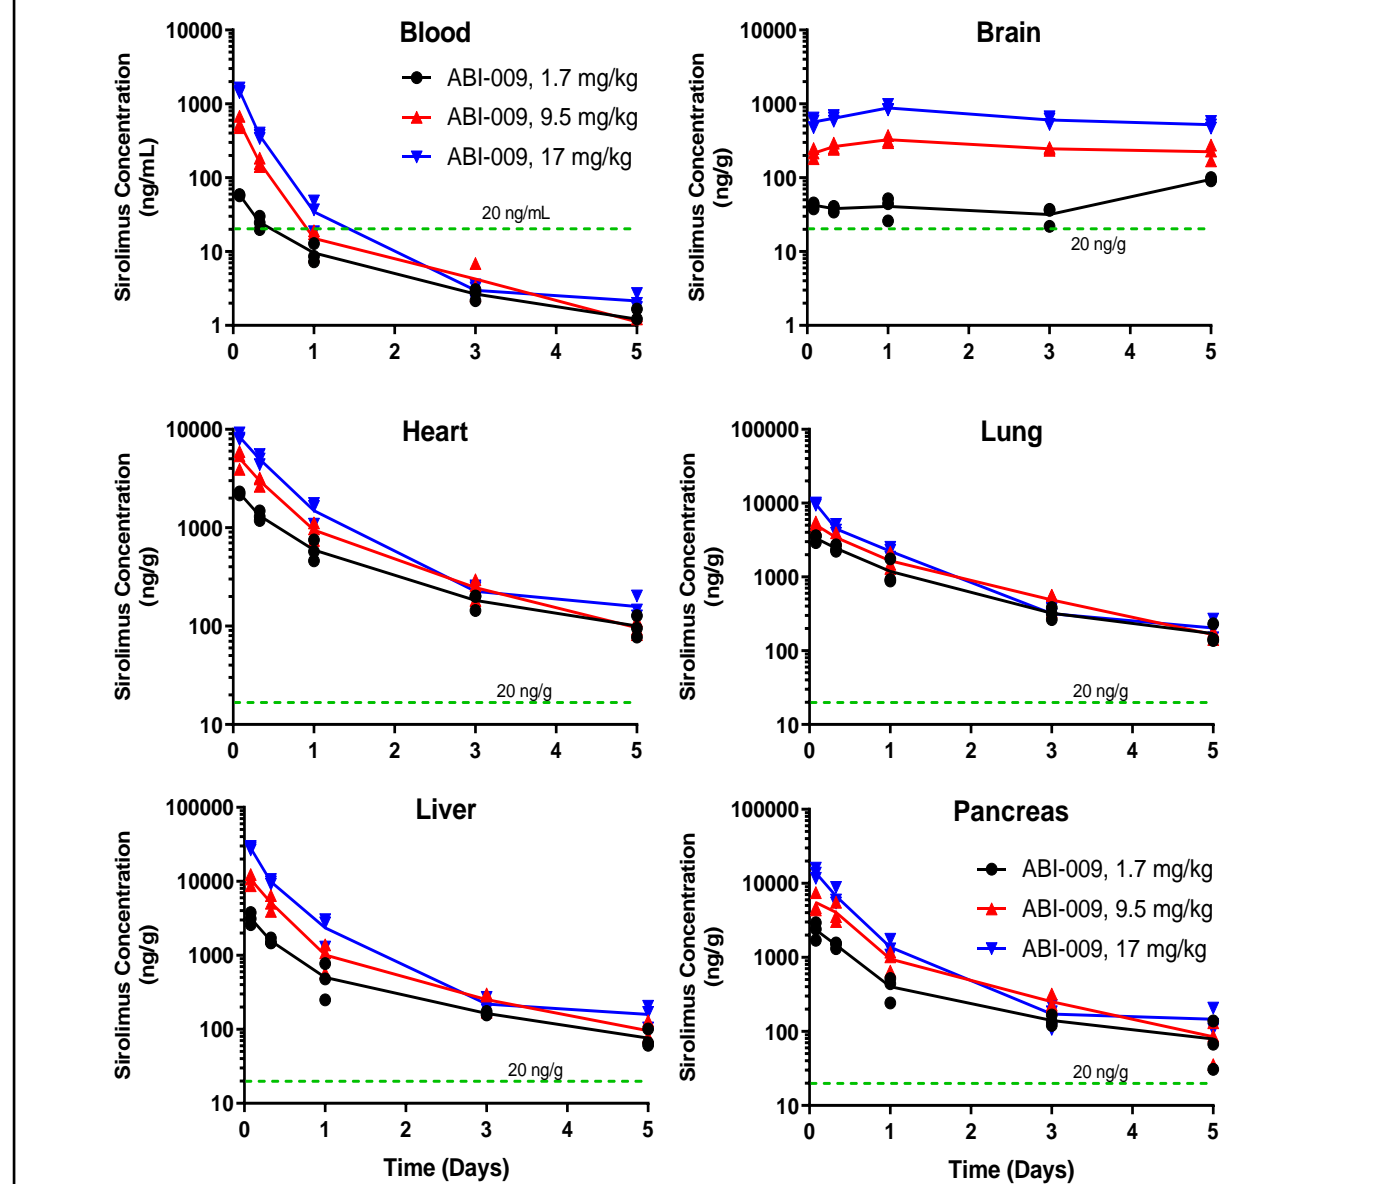 Blood
Sirolimus Concentration
(ng/mL)
10000
1000
100
10
1
0 1 2 3 4 5
ABI-009, 1.7 mg/kg
ABI-009, 9.5 mg/kg
ABI-009, 17 mg/kg
20 ng/mL
Brain
Sirolimus Concentration
(ng/g)
10000
1000
100
10
1
0 1 2 3 4 5
20 ng/g
Heart
Sirolimus Concentration
(ng/g)
10000
1000
100
10
0 1 2 3 4 5
20 ng/g
Lung
Sirolimus Concentration
(ng/g)
100000
10000
1000
100
10
0 1 2 3 4 5
20 ng/g
Liver
Sirolimus Concentration
(ng/g)
100000
10000
1000
100
10
0 1 2 3 4 5
20 ng/g
Time (Days)
Pancreas
Sirolimus Concentration
(ng/g)
100000
10000
1000
100
10
0 1 2 3 4 5
ABI-009, 1.7 mg/kg
ABI-009, 9.5 mg/kg
ABI-009, 17 mg/kg
20 ng/g
Time (Days)